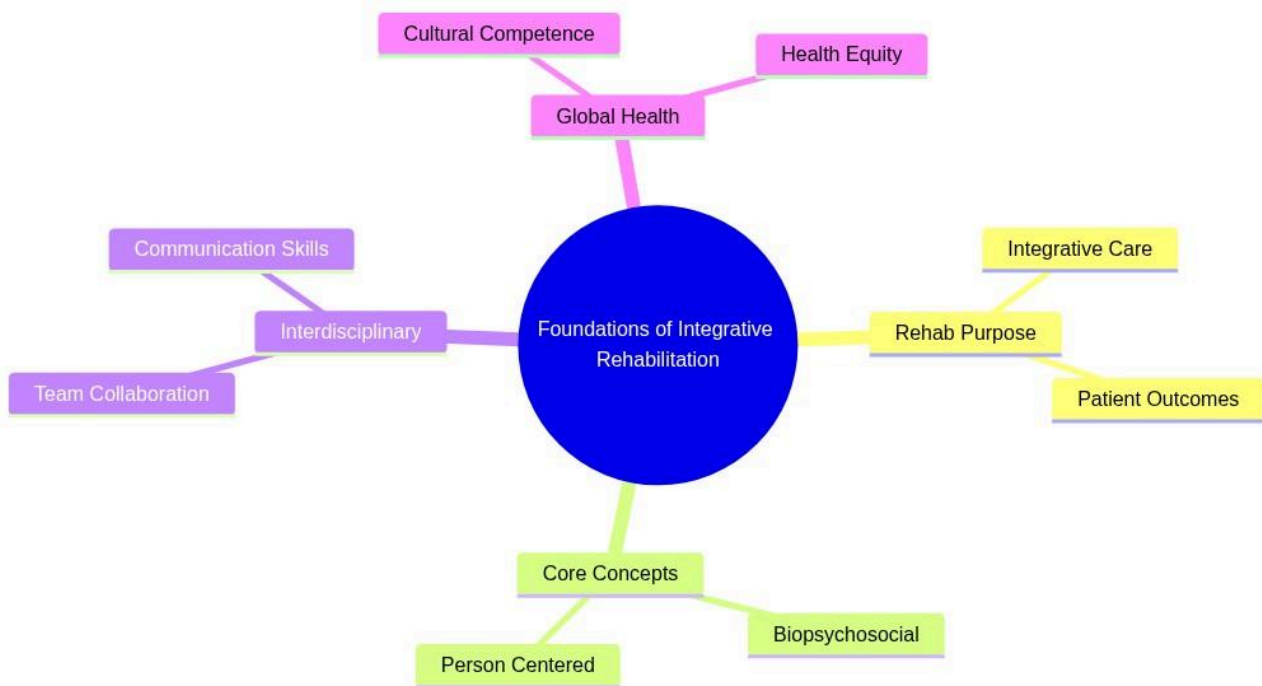 Cultural Competence
Health Equity
Global Health
Communication Skills
Integrative Care
Interdisciplinary
Foundations of Integrative
Rehabilitation
Rehab Purpose
Team Collaboration
Patient Outcomes
Core Concepts
Biopsychosocial
Person Centered